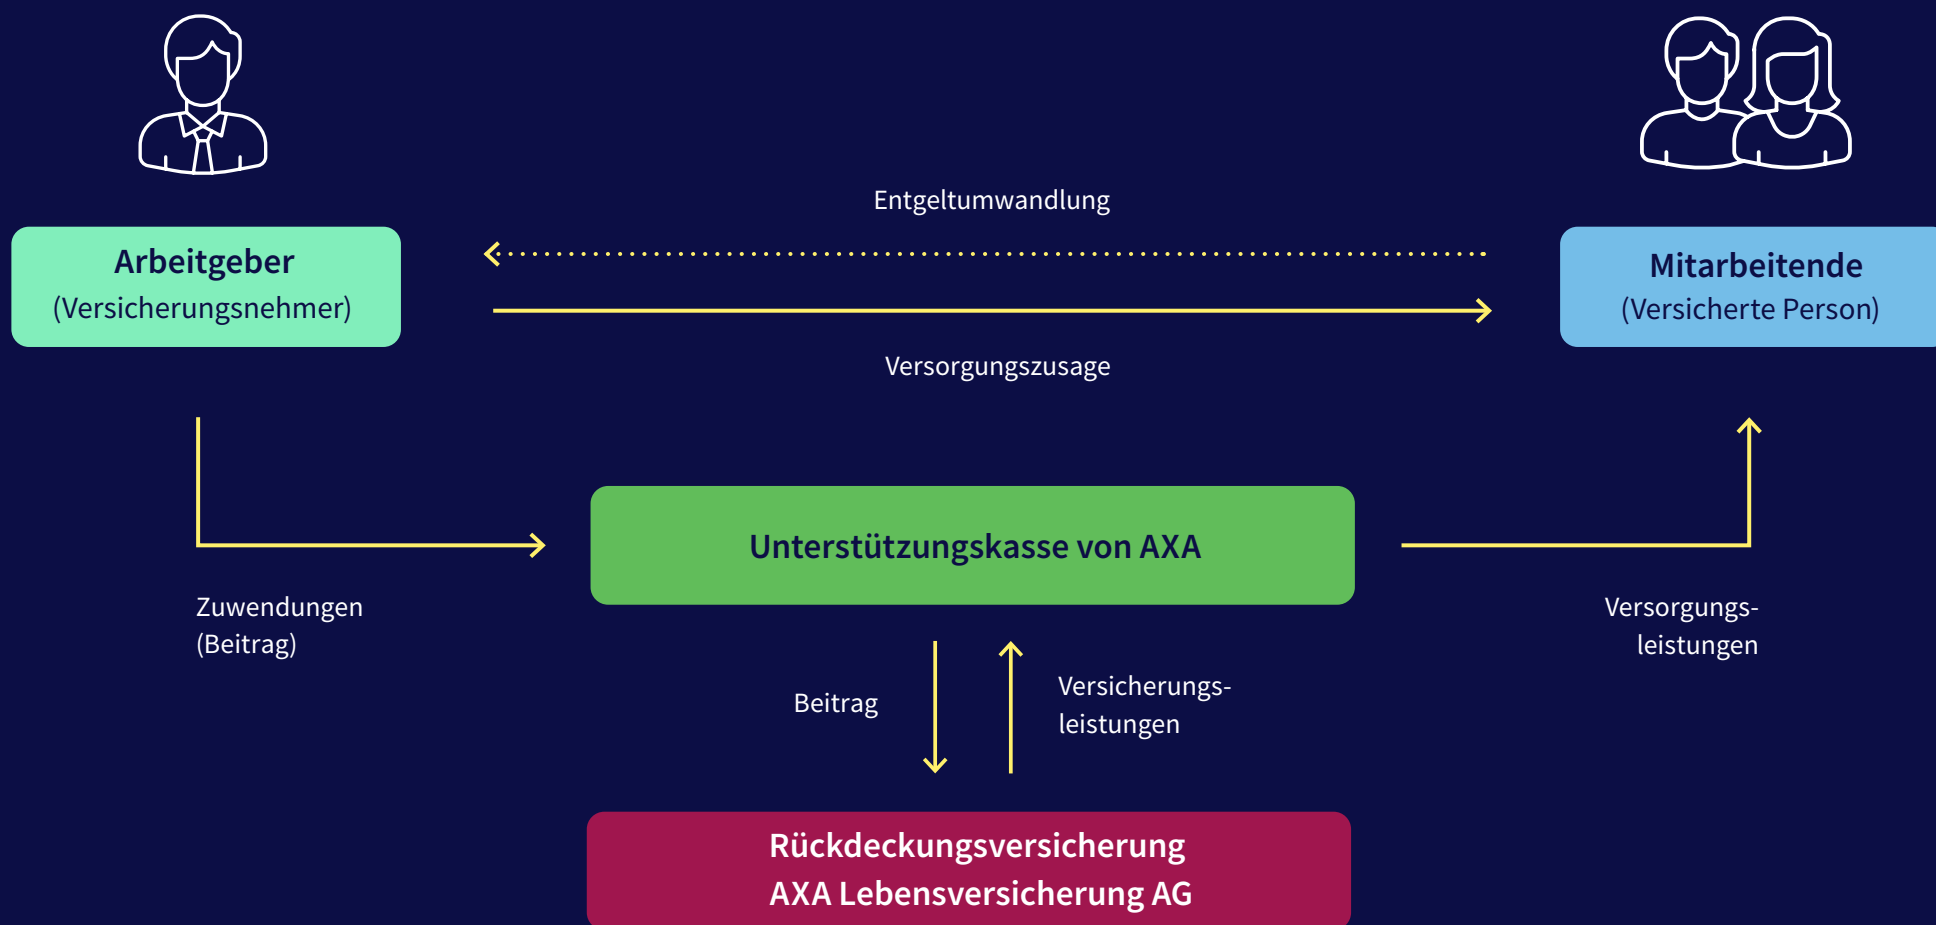 Entgeltumwandlung
Arbeitgeber
(Versicherungsnehmer)
Mitarbeitende
(Versicherte Person)
Versorgungszusage
Unterstützungskasse von AXA
Zuwendungen
(Beitrag)
Versorgungs-
leistungen
Beitrag
Versicherungs-
leistungen
Rückdeckungsversicherung
AXA Lebensversicherung AG